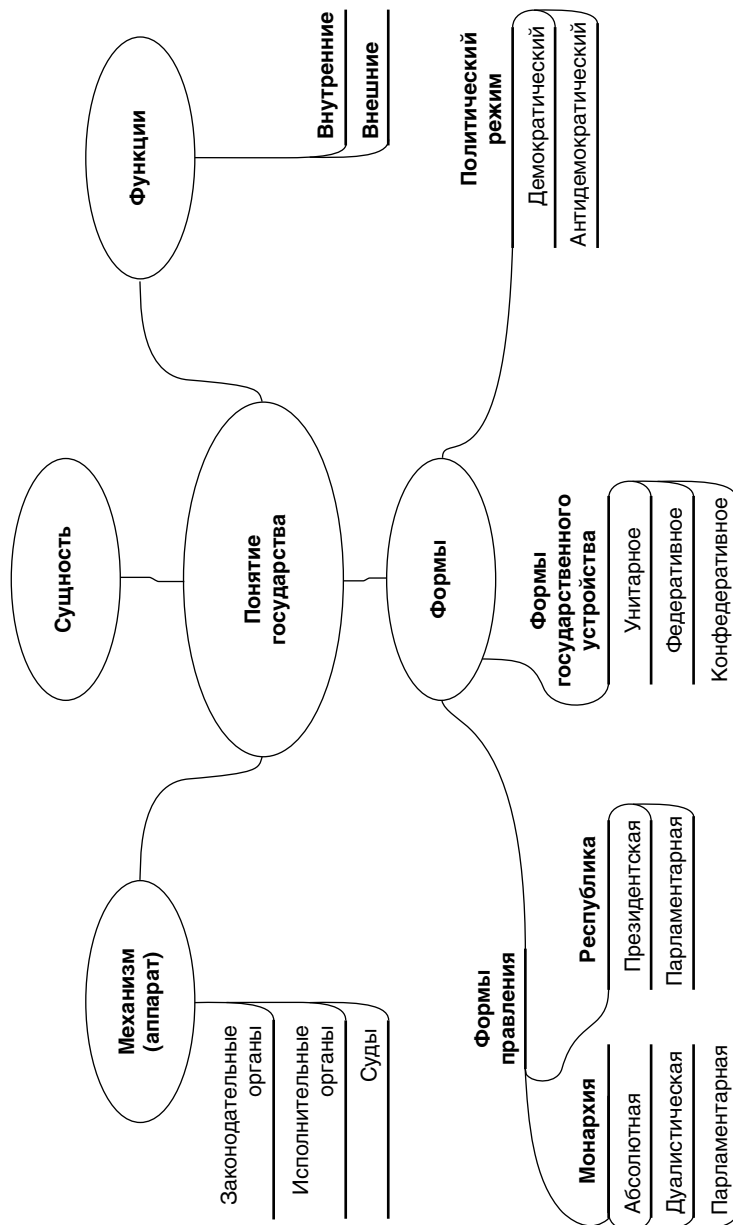 Сущность
Механизм
(аппарат)
Законодательные
органы
Исполнительные
органы
Суды
Понятие
государства
Функции
Внутренние
Внешние
Формы
Формы
правления
Монархия
Абсолютная
Дуалистическая
Парламентарная
Республика
Президентская
Парламентарная
Формы
государственного
устройства
Унитарное
Федеративное
Конфедеративное
Политический
режим
Демократический
Антидемократический